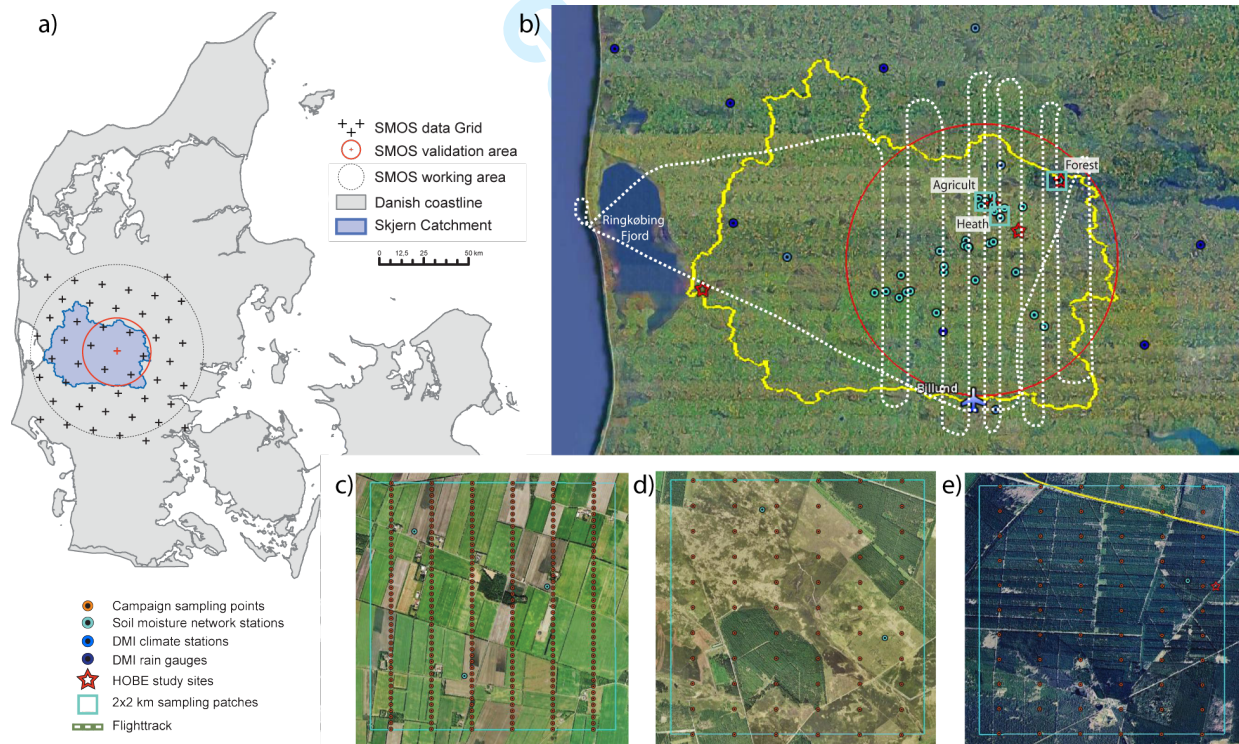 a)
SMOS data Grid
SMOS validation area
SMOS working area
Danish coastline
Skjern Catchment
0 12.5 25 50 km
Campaign sampling points
Soil moisture network stations
DMI climate stations
DMI rain gauges
HOBE study sites
2x2 km sampling patches
Flighttrack
b)
Forest
Agricult
Heath
Ringkøbing
Fjord
Billund
c)
d)
e)